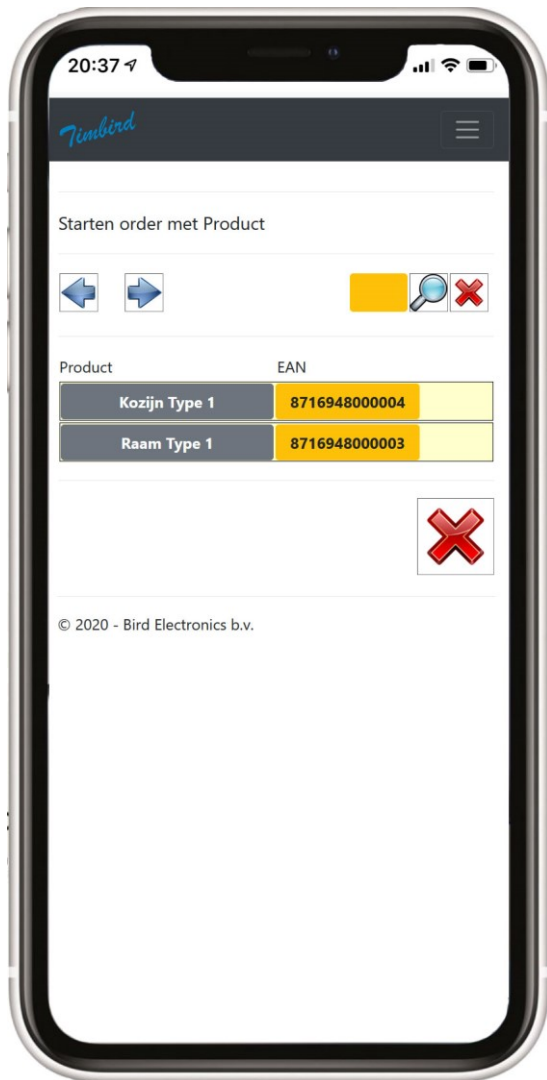 20:37
Timbird
Starten order met Product
Product EAN
Kozijn Type 1 8716948000004
Raam Type 1 8716948000003
© 2020 - Bird Electronics b.v.